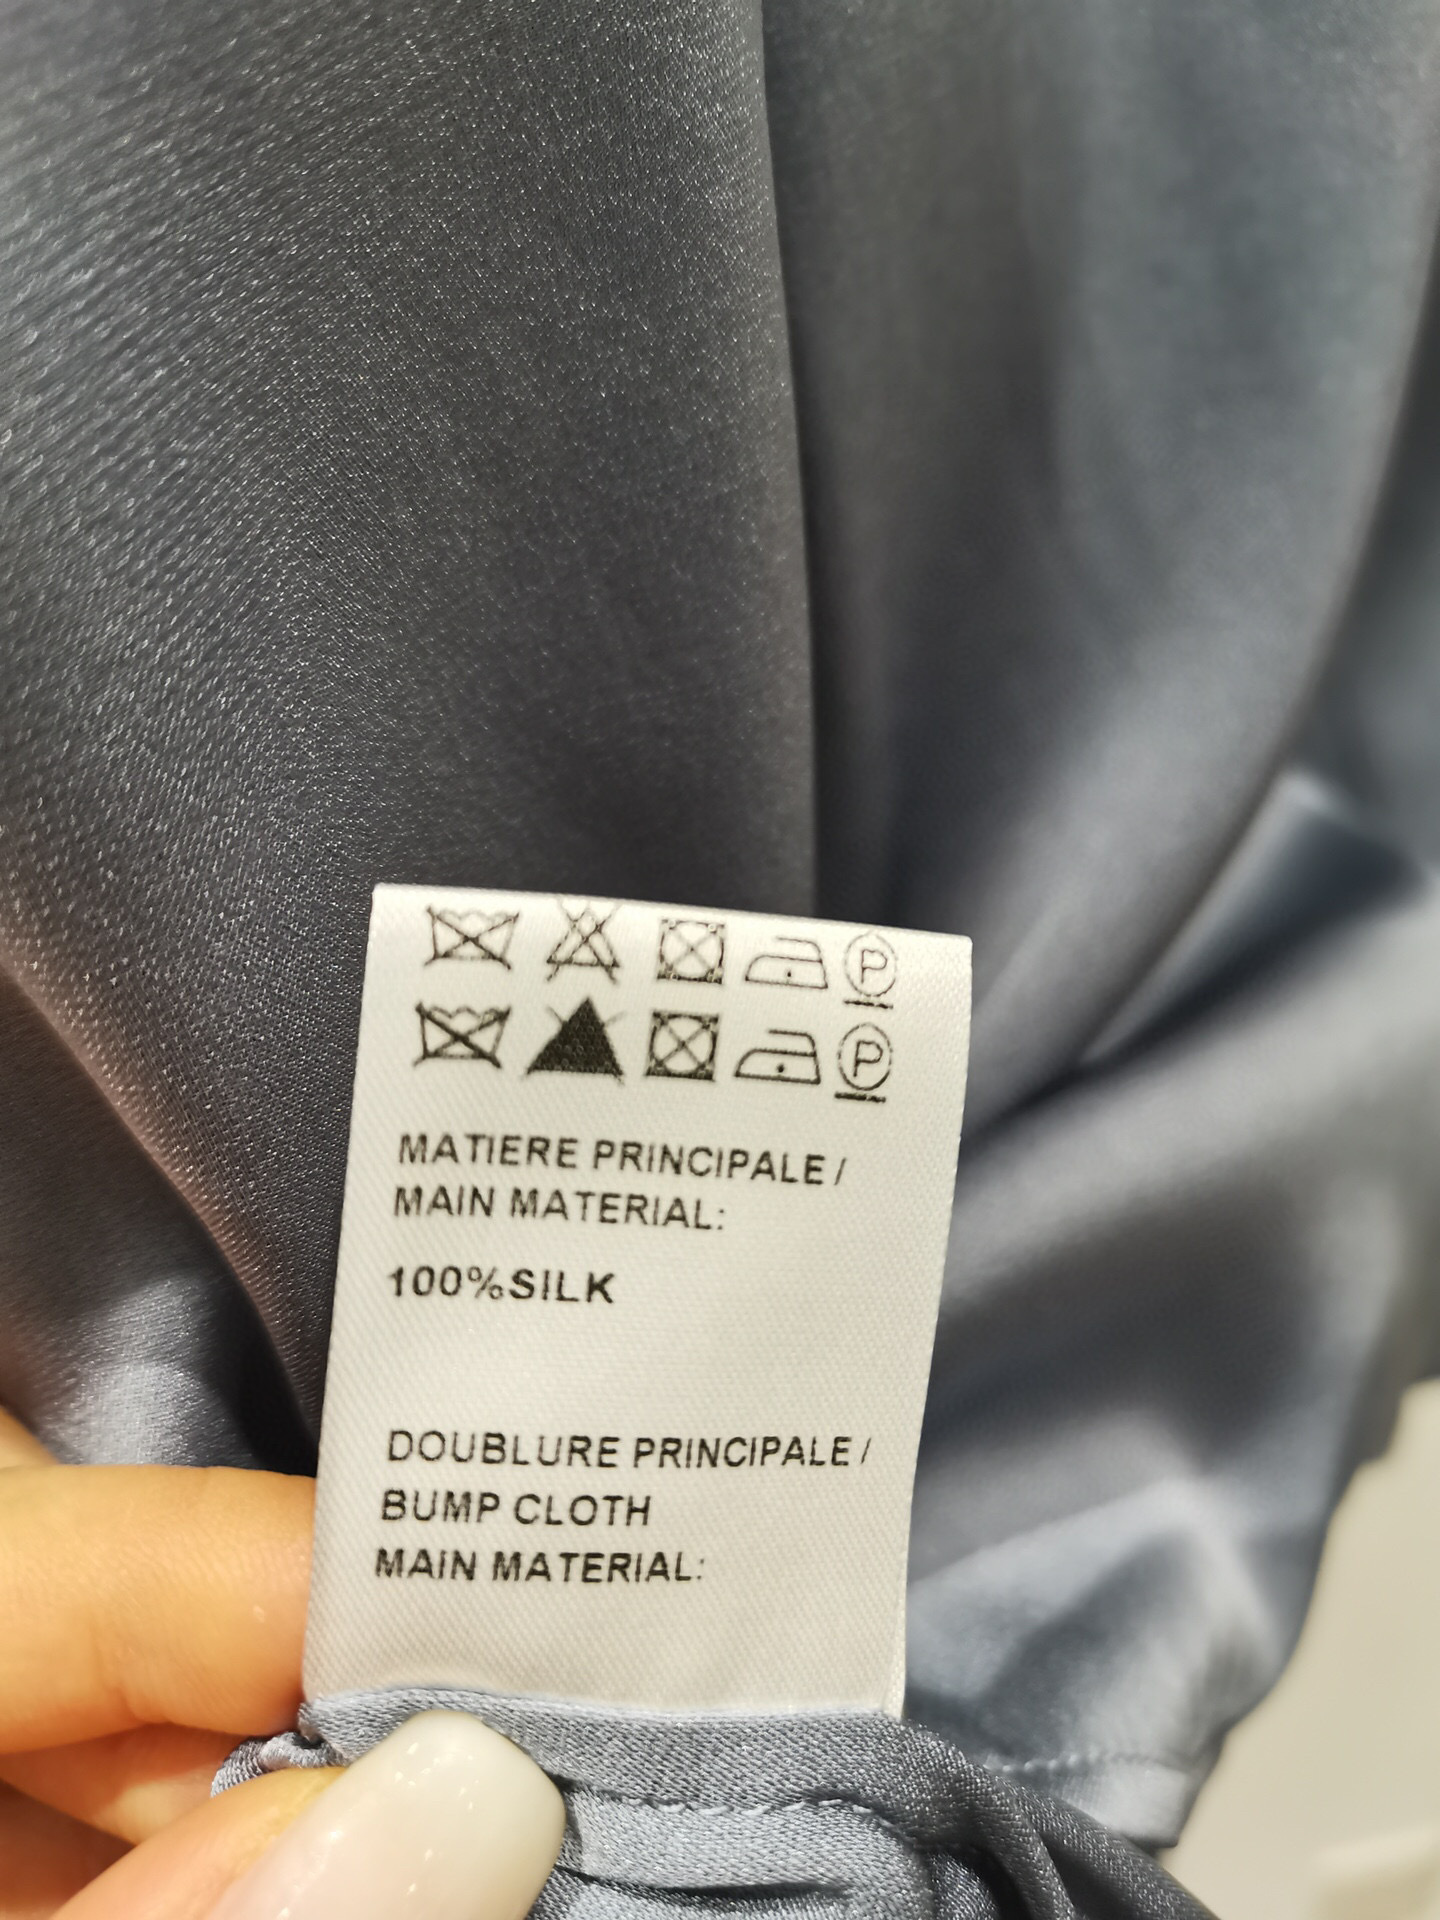 P
P
MATIERE PRINCIPALE /
MAIN MATERIAL:
100%SILK
DOUBLURE PRINCIPALE /
BUMP CLOTH
MAIN MATERIAL: